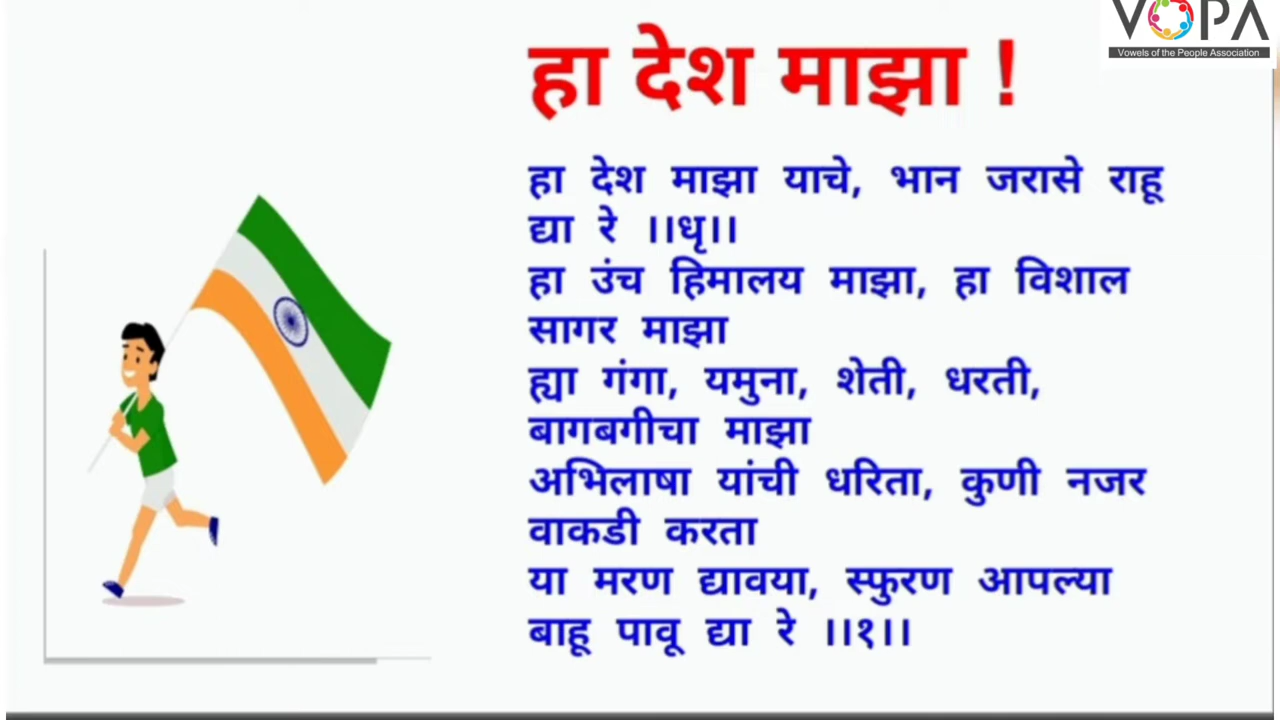 VOPA
Vowels of the People Association
हा देश माझा !
हा देश माझा याचे, भान जरासे राहू
द्या रे ।।धृ।।
हा उंच हिमालय माझा, हा विशाल
सागर माझा
ह्या गंगा, यमुना, शेती, धरती,
बागबगीचा माझा
अभिलाषा यांची धरिता, कुणी नजर
वाकडी करता
या मरण द्यावया, स्फुरण आपल्या
बाहू पावू द्या रे ।।१।।